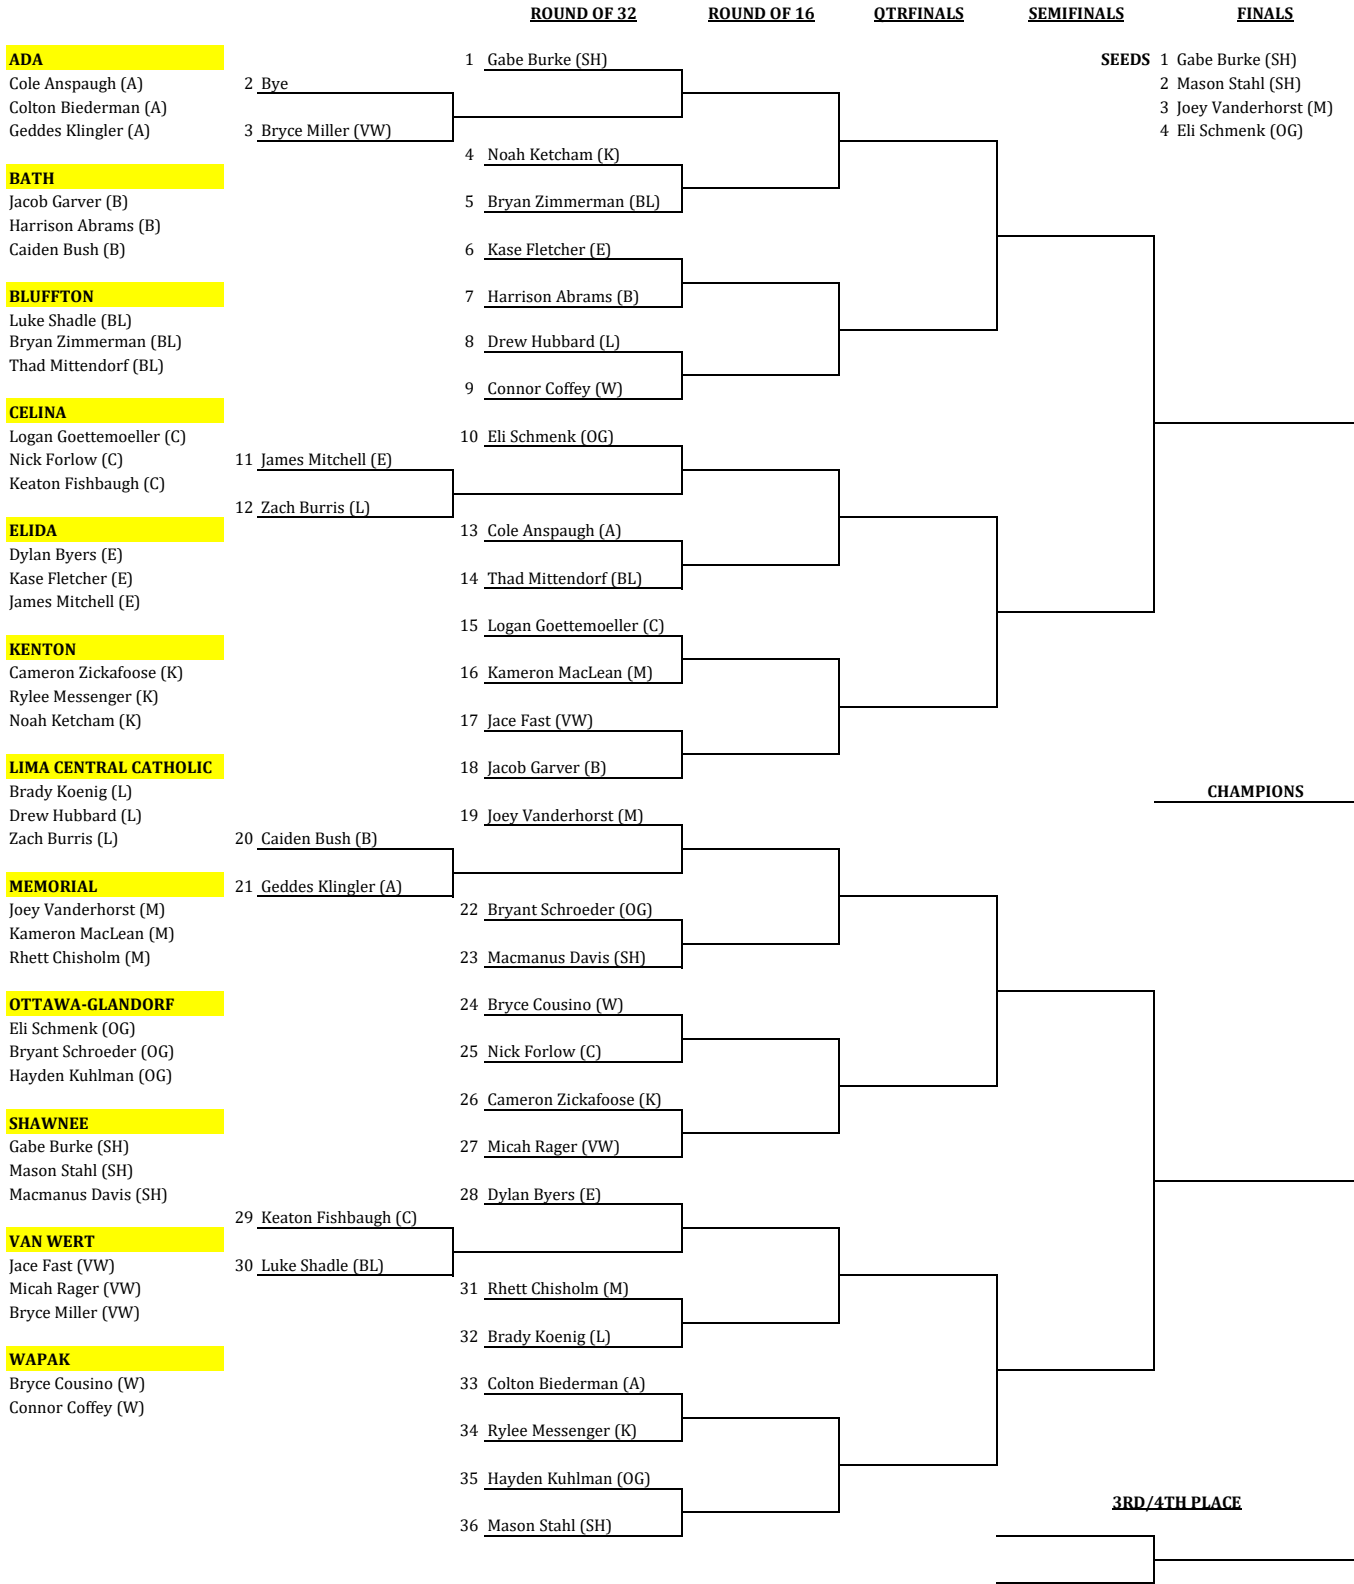 ROUND OF 32 ROUND OF 16 QTRFINALS SEMIFINALS FINALS
ADA 1 Gabe Burke (SH) SEEDS 1 Gabe Burke (SH)
Cole Anspaugh (A) 2 Bye 2 Mason Stahl (SH)
Colton Biederman (A) 3 Joey Vanderhorst (M)
Geddes Klingler (A) 3 Bryce Miller (VW) 4 Eli Schmenk (OG)
4 Noah Ketcham (K)
BATH
Jacob Garver (B) 5 Bryan Zimmerman (BL)
Harrison Abrams (B)
Caiden Bush (B) 6 Kase Fletcher (E)
BLUFFTON 7 Harrison Abrams (B)
Luke Shadle (BL)
Bryan Zimmerman (BL) 8 Drew Hubbard (L)
Thad Mittendorf (BL)
9 Connor Coffey (W)
CELINA
Logan Goettemoeller (C) 10 Eli Schmenk (OG)
Nick Forlow (C) 11 James Mitchell (E)
Keaton Fishbaugh (C)
12 Zach Burris (L)
ELIDA 13 Cole Anspaugh (A)
Dylan Byers (E)
Kase Fletcher (E) 14 Thad Mittendorf (BL)
James Mitchell (E)
15 Logan Goettemoeller (C)
KENTON
Cameron Zickafoose (K) 16 Kameron MacLean (M)
Rylee Messenger (K)
Noah Ketcham (K) 17 Jace Fast (VW)
LIMA CENTRAL CATHOLIC 18 Jacob Garver (B)
Brady Koenig (L) CHAMPIONS
Drew Hubbard (L) 19 Joey Vanderhorst (M)
Zach Burris (L) 20 Caiden Bush (B)
MEMORIAL 21 Geddes Klingler (A)
Joey Vanderhorst (M) 22 Bryant Schroeder (OG)
Kameron MacLean (M)
Rhett Chisholm (M) 23 Macmanus Davis (SH)
OTTAWA-GLANDORF 24 Bryce Cousino (W)
Eli Schmenk (OG)
Bryant Schroeder (OG) 25 Nick Forlow (C)
Hayden Kuhlman (OG)
26 Cameron Zickafoose (K)
SHAWNEE
Gabe Burke (SH) 27 Micah Rager (VW)
Mason Stahl (SH)
Macmanus Davis (SH) 28 Dylan Byers (E)
29 Keaton Fishbaugh (C)
VAN WERT
Jace Fast (VW) 30 Luke Shadle (BL)
Micah Rager (VW) 31 Rhett Chisholm (M)
Bryce Miller (VW)
32 Brady Koenig (L)
WAPAK
Bryce Cousino (W) 33 Colton Biederman (A)
Connor Coffey (W)
34 Rylee Messenger (K)
35 Hayden Kuhlman (OG)
3RD/4TH PLACE
36 Mason Stahl (SH)